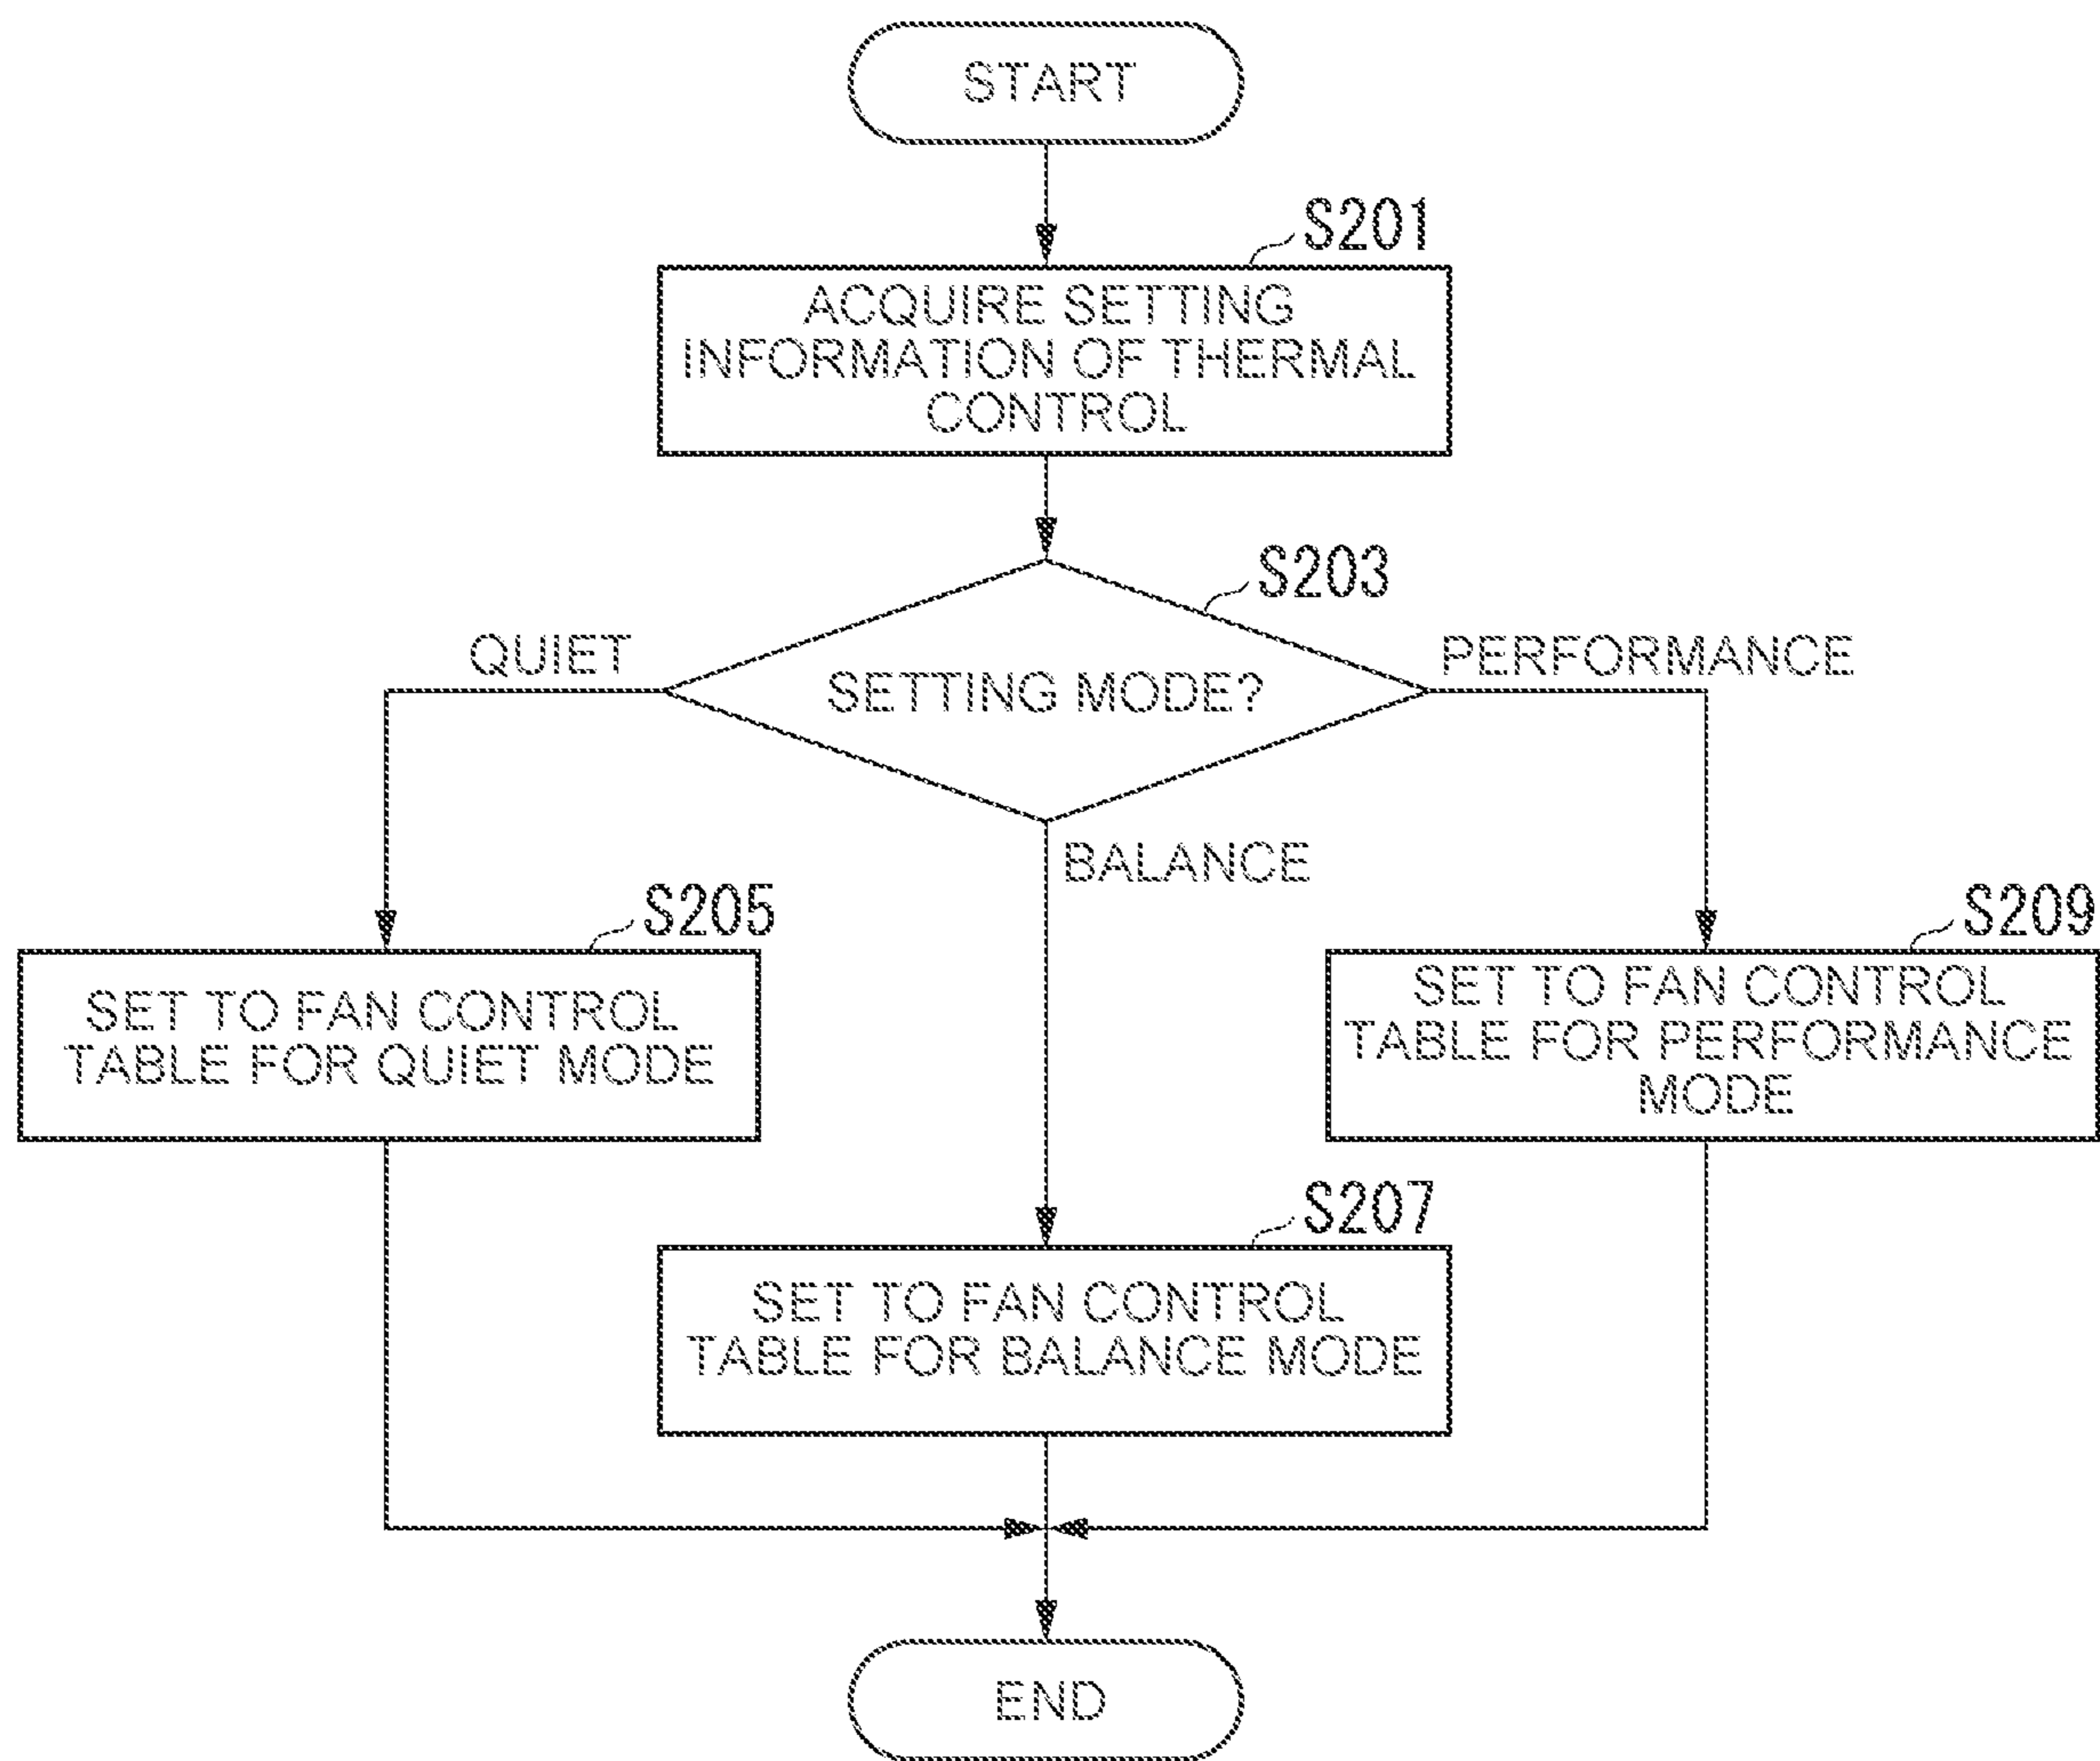 START
S201
ACQUIRE SETTING
INFORMATION OF THERMAL
CONTROL
S203
QUIET
SETTING MODE?
PERFORMANCE
BALANCE
S205
SET TO FAN CONTROL
TABLE FOR QUIET MODE
S209
SET TO FAN CONTROL
TABLE FOR PERFORMANCE
MODE
S207
SET TO FAN CONTROL
TABLE FOR BALANCE MODE
END